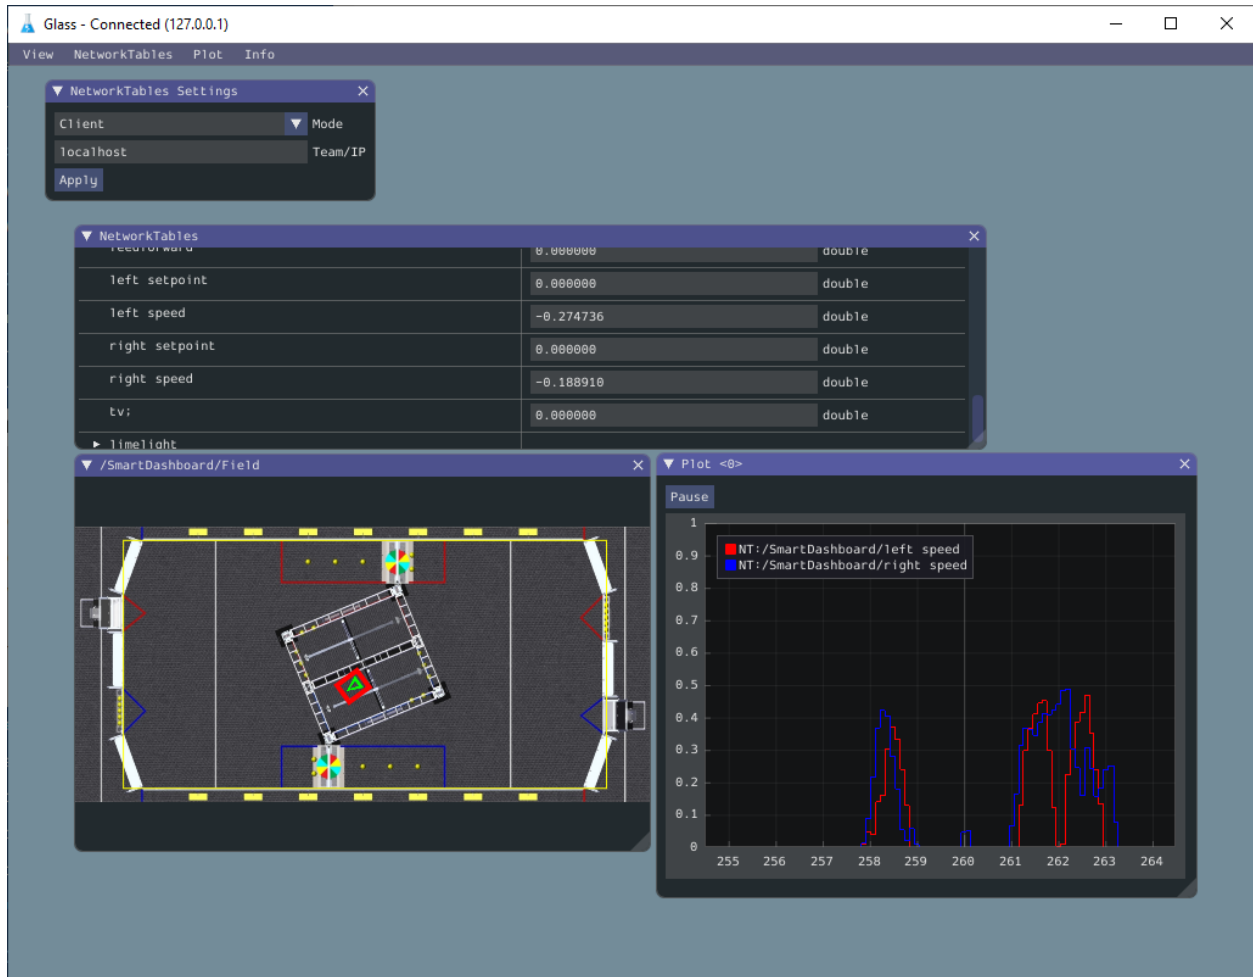 Glass - Connected (127.0.0.1)
View NetworkTables Plot Info
NetworkTables Settings
Client Mode
localhost Team/IP
Apply
NetworkTables
feedforward 0.000000 double
left setpoint 0.000000 double
left speed -0.274736 double
right setpoint 0.000000 double
right speed -0.188910 double
tv; 0.000000 double
limelight
/SmartDashboard/Field
Plot <0>
Pause
NT:/SmartDashboard/left speed
NT:/SmartDashboard/right speed
1
0.9
0.8
0.7
0.6
0.5
0.4
0.3
0.2
0.1
0
255 256 257 258 259 260 261 262 263 264